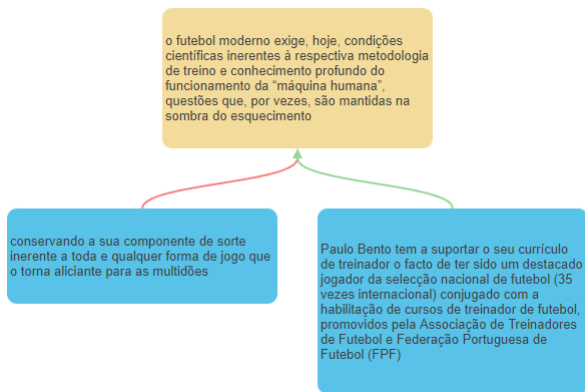 o futebol moderno exige, hoje, condições
científicas inerentes à respectiva metodologia
de treino e conhecimento profundo do
funcionamento da “máquina humana”,
questões que, por vezes, são mantidas na
sombra do esquecimento
conservando a sua componente de sorte
inerente a toda e qualquer forma de jogo que
o torna aliciante para as multidões
Paulo Bento tem a suportar o seu currículo
de treinador o facto de ter sido um destacado
jogador da selecção nacional de futebol (35
vezes internacional) conjugado com a
habilitação de cursos de treinador de futebol,
promovidos pela Associação de Treinadores
de Futebol e Federação Portuguesa de
Futebol (FPF)